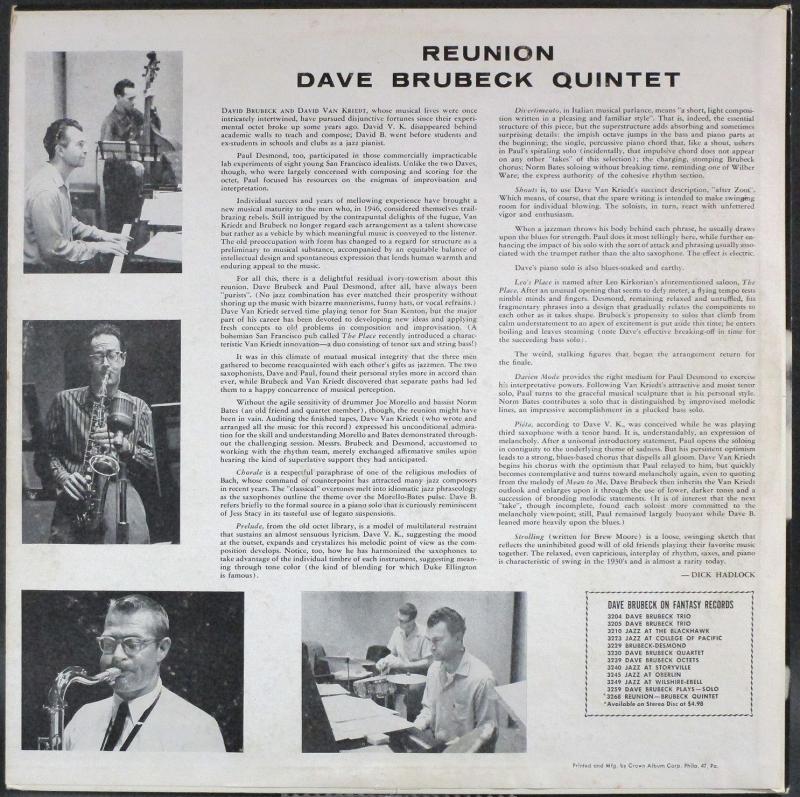 REUNION
DAVE BRUBECK QUINTET
DAVID BRUBECK AND DAVID VAN KRIEDT, whose musical lives were once
intricately intertwined, have pursued disjunctive fortunes since their experi-
mental octet broke up some years ago. David V. K. disappeared behind
academic walls to teach and compose; David B. went before students and
ex-students in schools and clubs as a jazz pianist.
Paul Desmond, too, participated in those commercially impracticable
lab experiments of eight young San Francisco idealists. Unlike the two Daves,
though, who were largely concerned with composing and scoring for the
octet, Paul focused his resources on the enigmas of improvisation and
interpretation.
Individual success and years of mellowing experience have brought a
new musical maturity to the men who, in 1946, considered themselves trail-
brazing rebels. Still intrigued by the contrapuntal delights of the fugue, Van
Kriedt and Brubeck no longer regard each arrangement as a talent showcase
but rather as a vehicle by which meaningful music is conveyed to the listener.
The old preoccupation with form has changed to a regard for structure as a
preliminary to musical substance, accompanied by an equitable balance of
intellectual design and spontaneous expression that lends human warmth and
enduring appeal to the music.
For all this, there is a delightful residual ivory-towerism about this
reunion. Dave Brubeck and Paul Desmond, after all, have always been
"purists". (No jazz combination has ever matched their prosperity without
shoring up the music with bizarre mannerisms, funny hats, or vocal refrains.)
Dave Van Kriedt served time playing tenor for Stan Kenton, but the major
part of his career has been devoted to developing new ideas and applying
fresh concepts to old problems in composition and improvisation. (A
bohemian San Francisco pub called The Place recently introduced a charac-
teristic Van Kriedt innovation—a duo consisting of tenor sax and string bass!)
It was in this climate of mutual musical integrity that the three men
gathered to become reacquainted with each other's gifts as jazzmen. The two
saxophonists, Dave and Paul, found their personal styles more in accord than
ever, while Brubeck and Van Kriedt discovered that separate paths had led
them to a happy concurrence of musical perception.
Without the agile sensitivity of drummer Joe Morello and bassist Norm
Bates (an old friend and quartet member), though, the reunion might have
been in vain. Auditing the finished tapes, Dave Van Kriedt (who wrote and
arranged all the music for this record) expressed his unconditional admira-
tion for the skill and understanding Morello and Bates demonstrated through-
out the challenging session. Messrs. Brubeck and Desmond, accustomed to
working with the rhythm team, merely exchanged affirmative smiles upon
hearing the kind of superlative support they had anticipated.
Chorale is a respectful paraphrase of one of the religious melodies of
Bach, whose command of counterpoint has attracted many jazz composers
in recent years. The "classical" overtones melt into idiomatic jazz phraseology
as the saxophones outline the theme over the Morello-Bates pulse. Dave B.
refers briefly to the formal source in a piano solo that is curiously reminiscent
of Jess Stacy in its tasteful use of legato suspensions.
Prelude, from the old octet library, is a model of multilateral restraint
that sustains an almost sensuous lyricism. Dave V. K., suggesting the mood
at the outset, expands and crystalizes his melodic point of view as the com-
position develops. Notice, too, how he has harmonized the saxophones to
take advantage of the individual timbre of each instrument, suggesting mean-
ing through tone color (the kind of blending for which Duke Ellington
is famous).
Divertimento, in Italian musical parlance, means "a short, light composi-
tion written in a pleasing and familiar style". That is, indeed, the essential
structure of this piece, but the superstructure adds absorbing and sometimes
surprising details: the impish octave jumps in the bass and piano parts at
the beginning; the single, percussive piano chord that, like a shout, ushers
in Paul's spiraling solo (incidentally, that impulsive chord does not appear
on any other "takes" of this selection); the charging, stomping Brubeck
chorus; Norm Bates soloing without breaking time, reminding one of Wilber
Ware; the express authority of the cohesive rhythm section.
Shouts is, to use Dave Van Kriedt's succinct description, "after Zoot".
Which means, of course, that the spare writing is intended to make swinging
room for individual blowing. The soloists, in turn, react with unfettered
vigor and enthusiasm.
When a jazzman throws his body behind each phrase, he usually draws
upon the blues for strength. Paul does it most tellingly here, while further en-
hancing the impact of his solo with the sort of attack and phrasing usually asso-
ciated with the trumpet rather than the alto saxophone. The effect is electric.
Dave's piano solo is also blues-soaked and earthy.
Leo's Place is named after Leo Kirkorian's aforementioned saloon, The
Place. After an unusual opening that seems to defy meter, a flying tempo tests
nimble minds and fingers. Desmond, remaining relaxed and unruffled, his
fragmentary phrases into a design that gradually relates the components to
each other as it takes shape. Brubeck's propensity to solos that climb from
calm understatement to an apex of excitement is put aside this time; he enters
boiling and leaves steaming (note Dave's effective breaking-off in time for
the succeeding bass solo).
The weird, stalking figures that began the arrangement return for
the finale.
Darien Mode provides the right medium for Paul Desmond to exercise
his interpretative powers. Following Van Kriedt's attractive and moist tenor
solo, Paul turns to the graceful musical sculpture that is his personal style.
Norm Bates contributes a solo that is distinguished by improvised melodic
lines, an impressive accomplishment in a plucked bass solo.
Piéta, according to Dave V. K., was conceived while he was playing
third saxophone with a tenor band. It is, understandably, an expression of
melancholy. After a unisonal introductory statement, Paul opens the soloing
in contiguity to the underlying theme of sadness. But his persistent optimism
leads to a strong, blues-based chorus that dispells all gloom. Dave Van Kriedt
begins his chorus with the optimism that Paul relayed to him, but quickly
becomes contemplative and turns toward melancholy again, even to quoting
from the melody of Mean to Me. Dave Brubeck then inherits the Van Kriedt
outlook and enlarges upon it through the use of lower, darker tones and a
succession of brooding melodic statements. (It is of interest that the next
"take", though incomplete, found each soloist more committed to the
melancholy viewpoint; still, Paul remained largely buoyant while Dave B.
leaned more heavily upon the blues.)
Strolling (written for Brew Moore) is a loose, swinging sketch that
reflects the uninhibited good will of old friends playing their favorite music
together. The relaxed, even capricious, interplay of rhythm, saxes, and piano
is characteristic of swing in the 1930's and is almost a rarity today.
—DICK HADLOCK
DAVE BRUBECK ON FANTASY RECORDS
3204 DAVE BRUBECK TRIO
3205 DAVE BRUBECK TRIO
3210 JAZZ AT THE BLACKHAWK
3223 JAZZ AT COLLEGE OF PACIFIC
3229 BRUBECK-DESMOND
3230 DAVE BRUBECK QUARTET
3239 DAVE BRUBECK OCTETS
3240 JAZZ AT STORYVILLE
3245 JAZZ AT OBERLIN
3249 JAZZ AT WILSHIRE-EBELL
3259 DAVE BRUBECK PLAYS—SOLO
*3268 REUNION—BRUBECK QUINTET
*Available on Stereo Disc at $4.98
Printed and Mfg. by Crown Album Corp. Phila. 47, Pa.